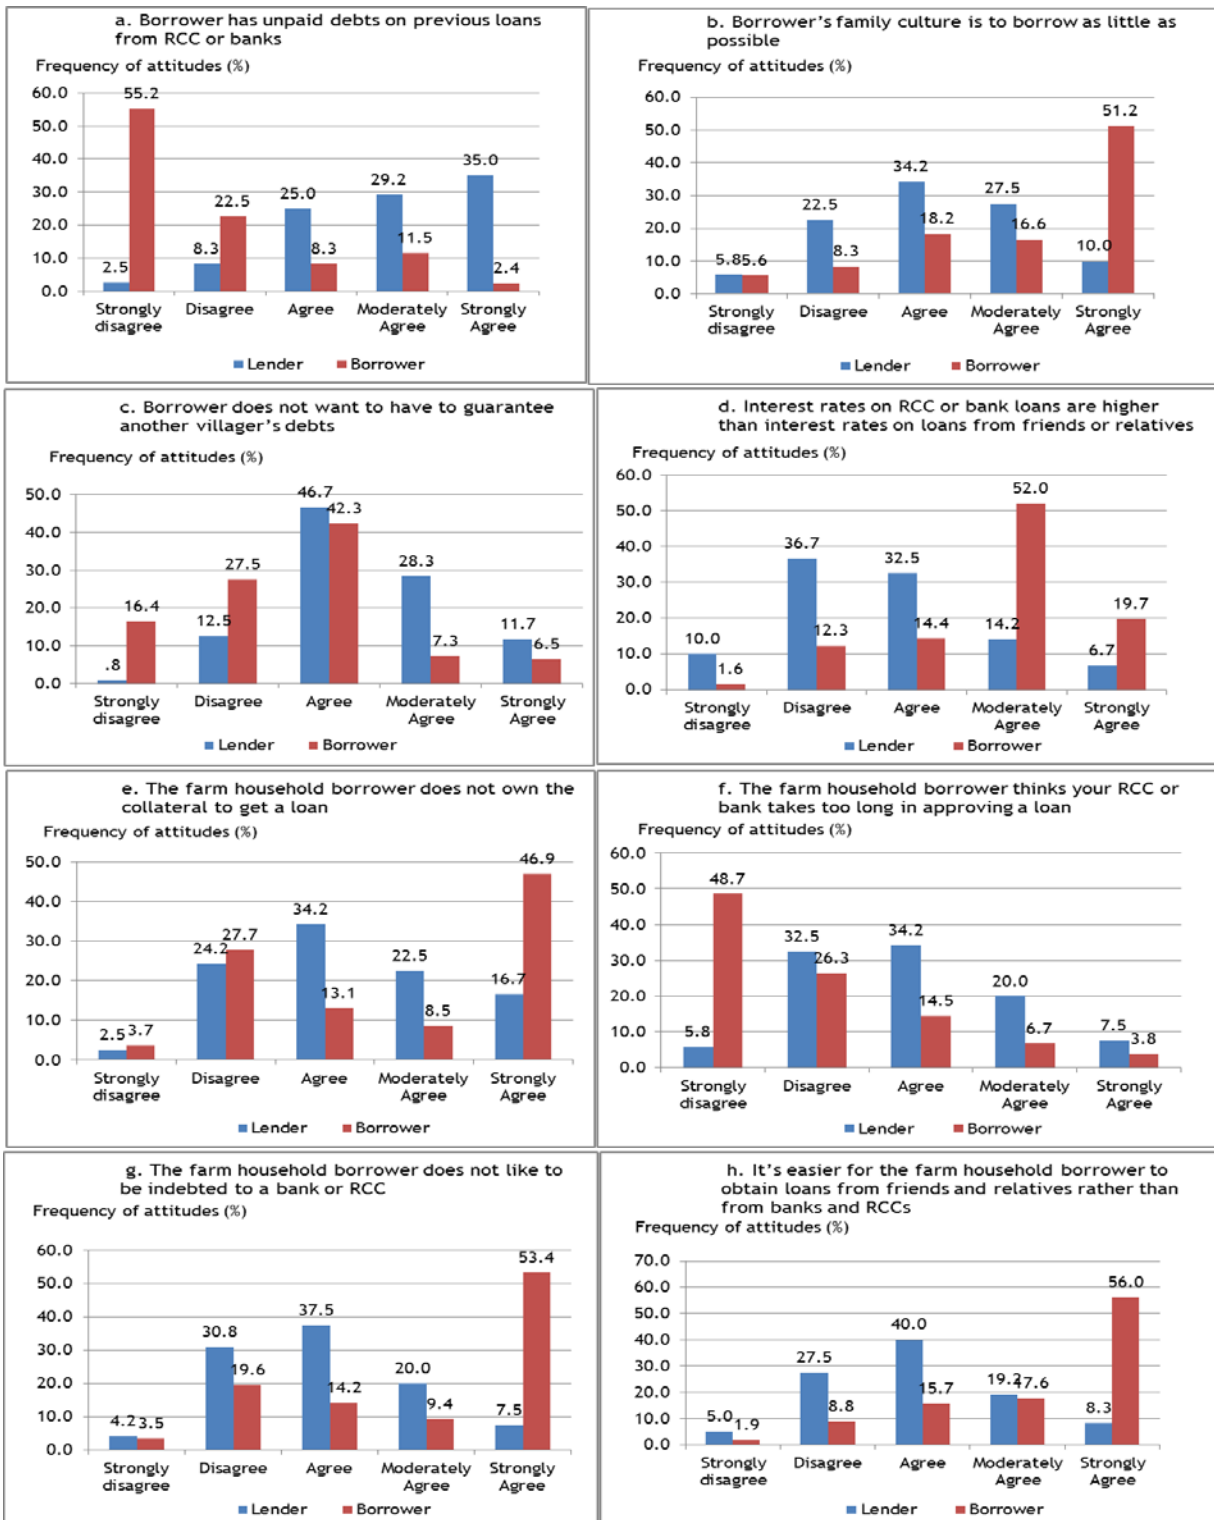 a. Borrower has unpaid debts on previous loans
from RCC or banks
Frequency of attitudes (%)
60.0
50.0
40.0
30.0
20.0
10.0
0.0
2.5
55.2
8.3
22.5
25.0
8.3
29.2
11.5
35.0
2.4
Strongly disagree
Disagree
Agree
Moderately Agree
Strongly Agree
Lender
Borrower
b. Borrower's family culture is to borrow as little as
possible
Frequency of attitudes (%)
60.0
50.0
40.0
30.0
20.0
10.0
0.0
5.8
5.6
22.5
8.3
34.2
18.2
27.5
16.6
10.0
51.2
Strongly disagree
Disagree
Agree
Moderately Agree
Strongly Agree
Lender
Borrower
c. Borrower does not want to have to guarantee
another villager's debts
Frequency of attitudes (%)
50.0
40.0
30.0
20.0
10.0
0.0
.8
16.4
12.5
27.5
46.7
42.3
28.3
7.3
11.7
6.5
Strongly disagree
Disagree
Agree
Moderately Agree
Strongly Agree
Lender
Borrower
d. Interest rates on RCC or bank loans are higher
than interest rates on loans from friends or relatives
Frequency of attitudes (%)
60.0
50.0
40.0
30.0
20.0
10.0
0.0
10.0
1.6
36.7
12.3
32.5
14.4
14.2
52.0
6.7
19.7
Strongly disagree
Disagree
Agree
Moderately Agree
Strongly Agree
Lender
Borrower
e. The farm household borrower does not own the
collateral to get a loan
Frequency of attitudes (%)
50.0
40.0
30.0
20.0
10.0
0.0
2.5
3.7
24.2
27.7
34.2
13.1
22.5
8.5
16.7
46.9
Strongly disagree
Disagree
Agree
Moderately Agree
Strongly Agree
Lender
Borrower
f. The farm household borrower thinks your RCC or
bank takes too long in approving a loan
Frequency of attitudes (%)
60.0
50.0
40.0
30.0
20.0
10.0
0.0
5.8
48.7
32.5
26.3
34.2
14.5
20.0
6.7
7.5
3.8
Strongly disagree
Disagree
Agree
Moderately Agree
Strongly Agree
Lender
Borrower
g. The farm household borrower does not like to
be indebted to a bank or RCC
Frequency of attitudes (%)
60.0
50.0
40.0
30.0
20.0
10.0
0.0
4.2
3.5
30.8
19.6
37.5
14.2
20.0
9.4
7.5
53.4
Strongly disagree
Disagree
Agree
Moderately Agree
Strongly Agree
Lender
Borrower
h. It's easier for the farm household borrower to
obtain loans from friends and relatives rather than
from banks and RCCs
Frequency of attitudes (%)
70.0
60.0
50.0
40.0
30.0
20.0
10.0
0.0
5.0
1.9
27.5
8.8
40.0
15.7
19.2
17.6
8.3
56.0
Strongly disagree
Disagree
Agree
Moderately Agree
Strongly Agree
Lender
Borrower